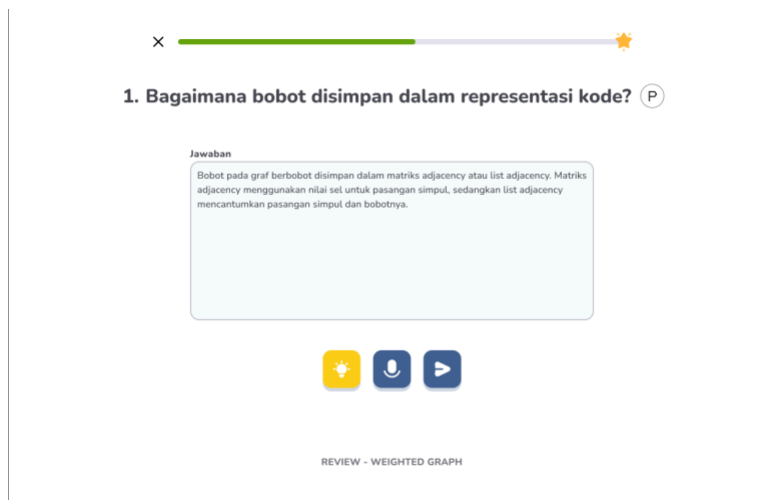 1. Bagaimana bobot disimpan dalam representasi kode? P
Jawaban
Bobot pada graf berbobot disimpan dalam matriks adjacency atau list adjacency. Matriks
adjacency menggunakan nilai sel untuk pasangan simpul, sedangkan list adjacency
mencantumkan pasangan simpul dan bobotnya.
REVIEW - WEIGHTED GRAPH